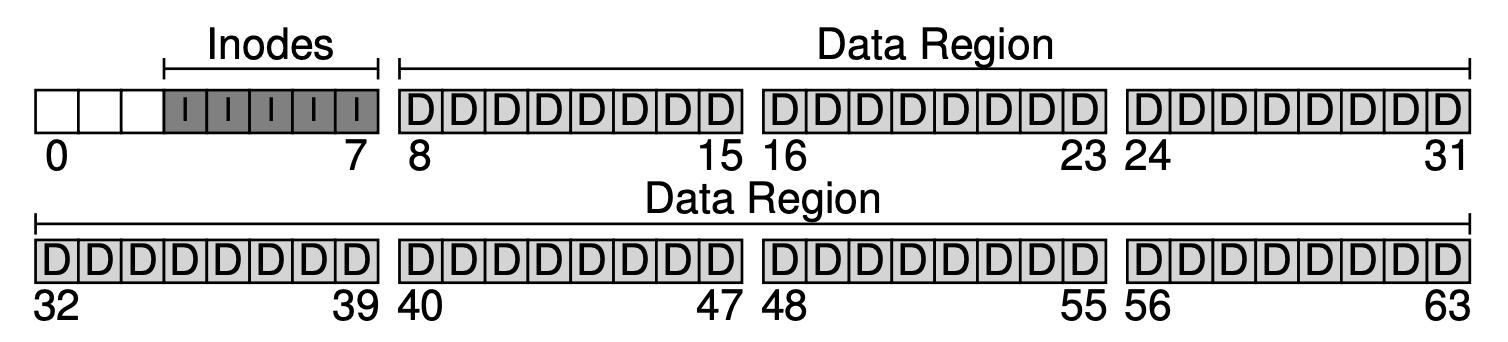 Inodes Data Region
I I I I I D D D D D D D D D D D D D D D D D D D D D D D D
0 7 8 15 16 23 24 31
Data Region
D D D D D D D D D D D D D D D D D D D D D D D D D D D D D D D D
32 39 40 47 48 55 56 63